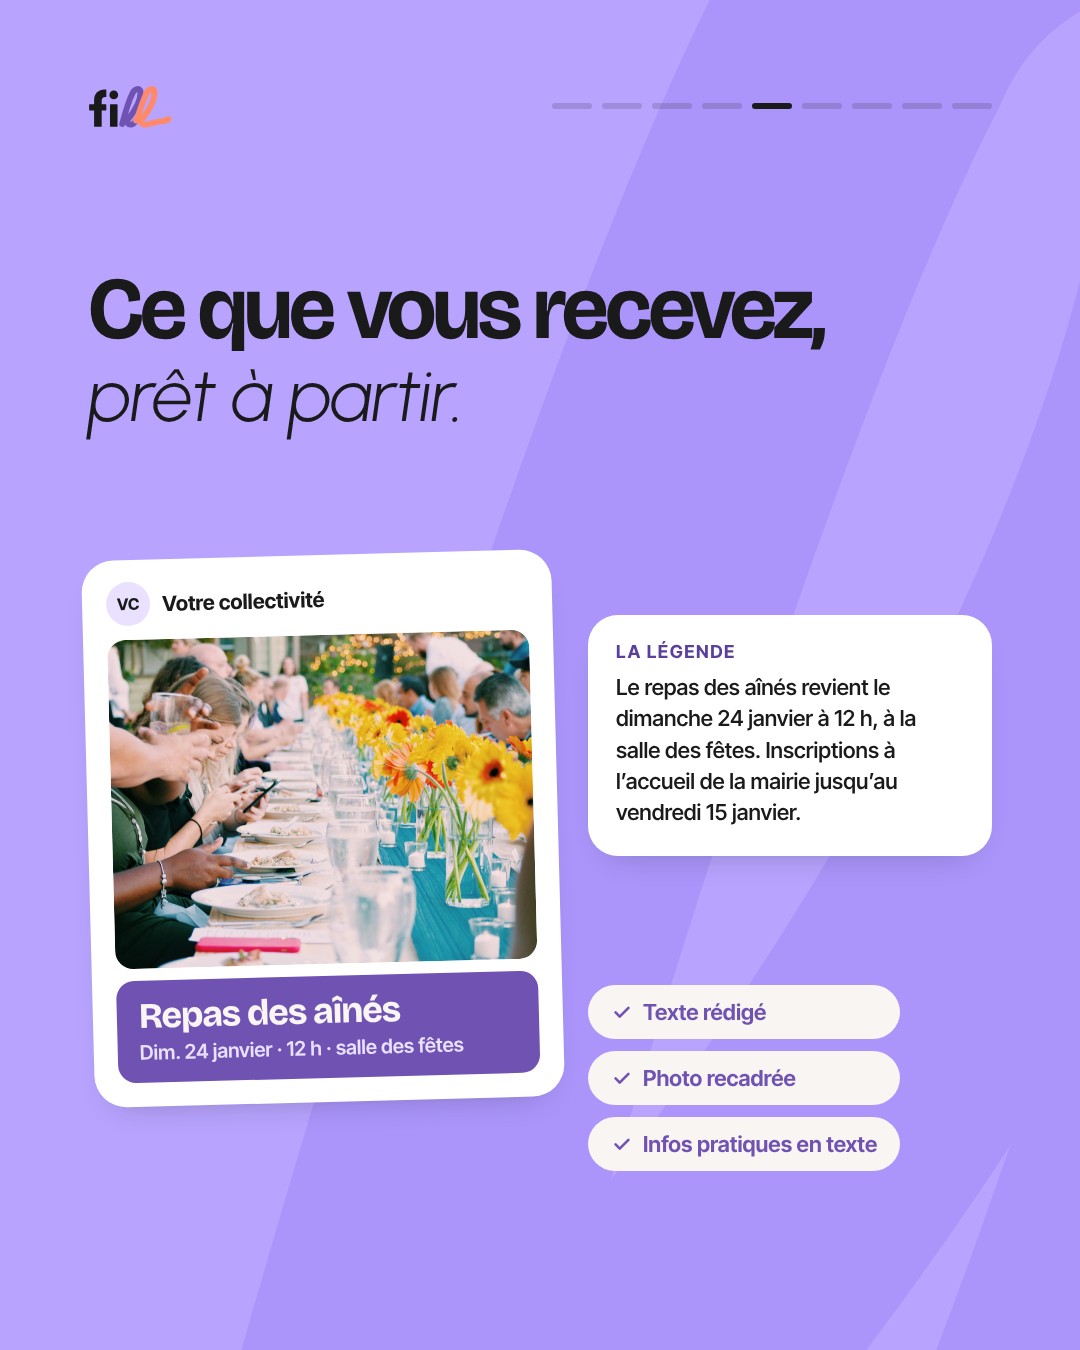 fill
Ce que vous recevez,
prêt à partir.
VC Votre collectivité
Repas des aînés
Dim. 24 janvier · 12 h · salle des fêtes
LA LÉGENDE
Le repas des aînés revient le
dimanche 24 janvier à 12 h, à la
salle des fêtes. Inscriptions à
l’accueil de la mairie jusqu’au
vendredi 15 janvier.
Texte rédigé
Photo recadrée
Infos pratiques en texte